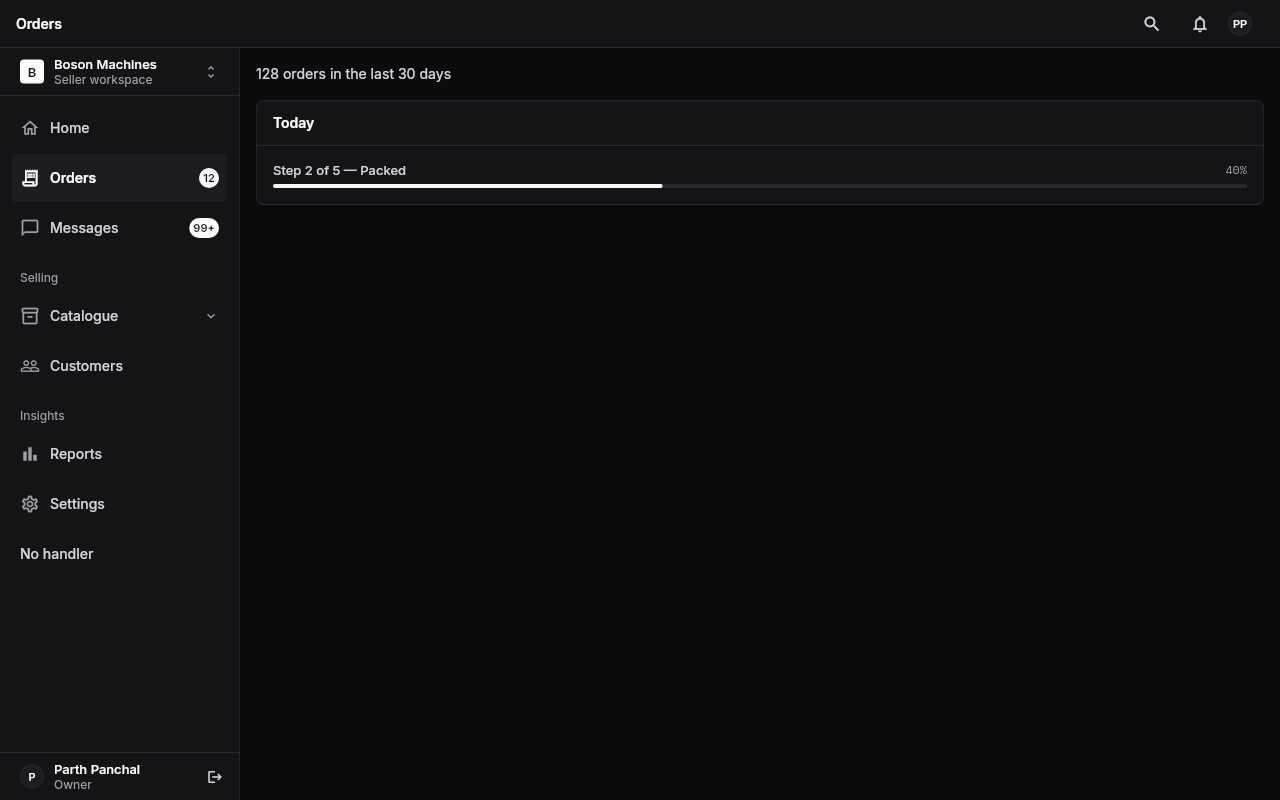 Orders
PP
B
Boson Machines
Seller workspace
128 orders in the last 30 days
Home
Today
Orders
12
Step 2 of 5 — Packed
40%
Messages
99+
Selling
Catalogue
Customers
Insights
Reports
Settings
No handler
P
Parth Panchal
Owner